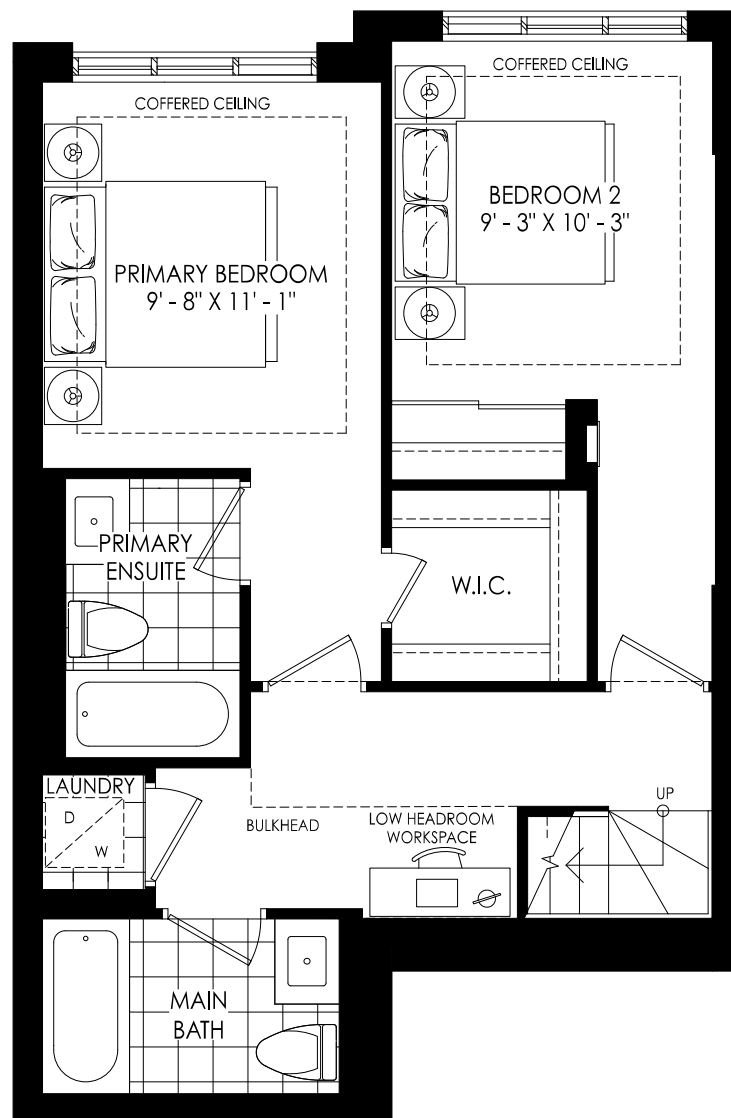 COFFERED CEILING
COFFERED CEILING
BEDROOM 2
9' - 3" X 10' - 3"
PRIMARY BEDROOM
9' - 8" X 11' - 1"
PRIMARY
ENSUITE
W.I.C.
LAUNDRY
D
W
BULKHEAD
LOW HEADROOM
WORKSPACE
UP
MAIN
BATH